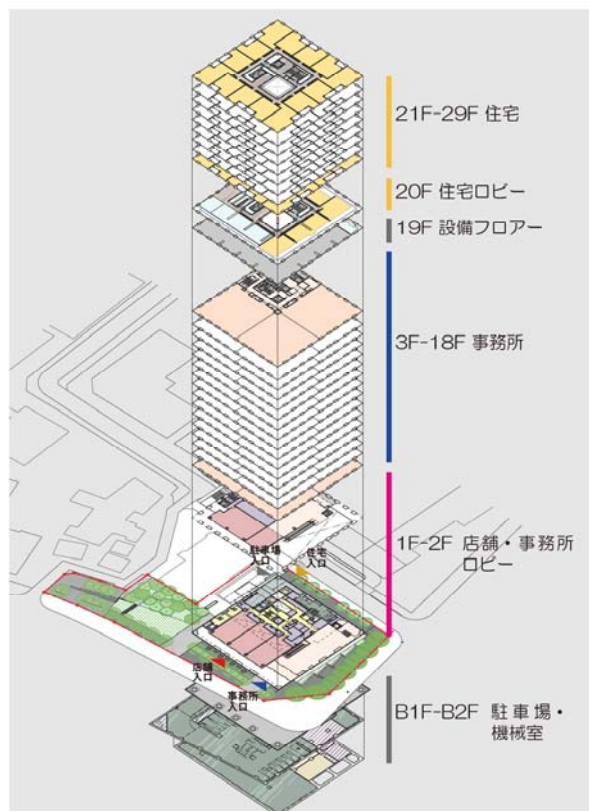 21F-29F 住宅
20F 住宅ロビー
19F 設備フロアー
3F-18F 事務所
1F-2F 店舗・事務所
ロビー
駐車場
入口
住宅
入口
店舗
入口
事務所
入口
B1F-B2F 駐車場・
機械室